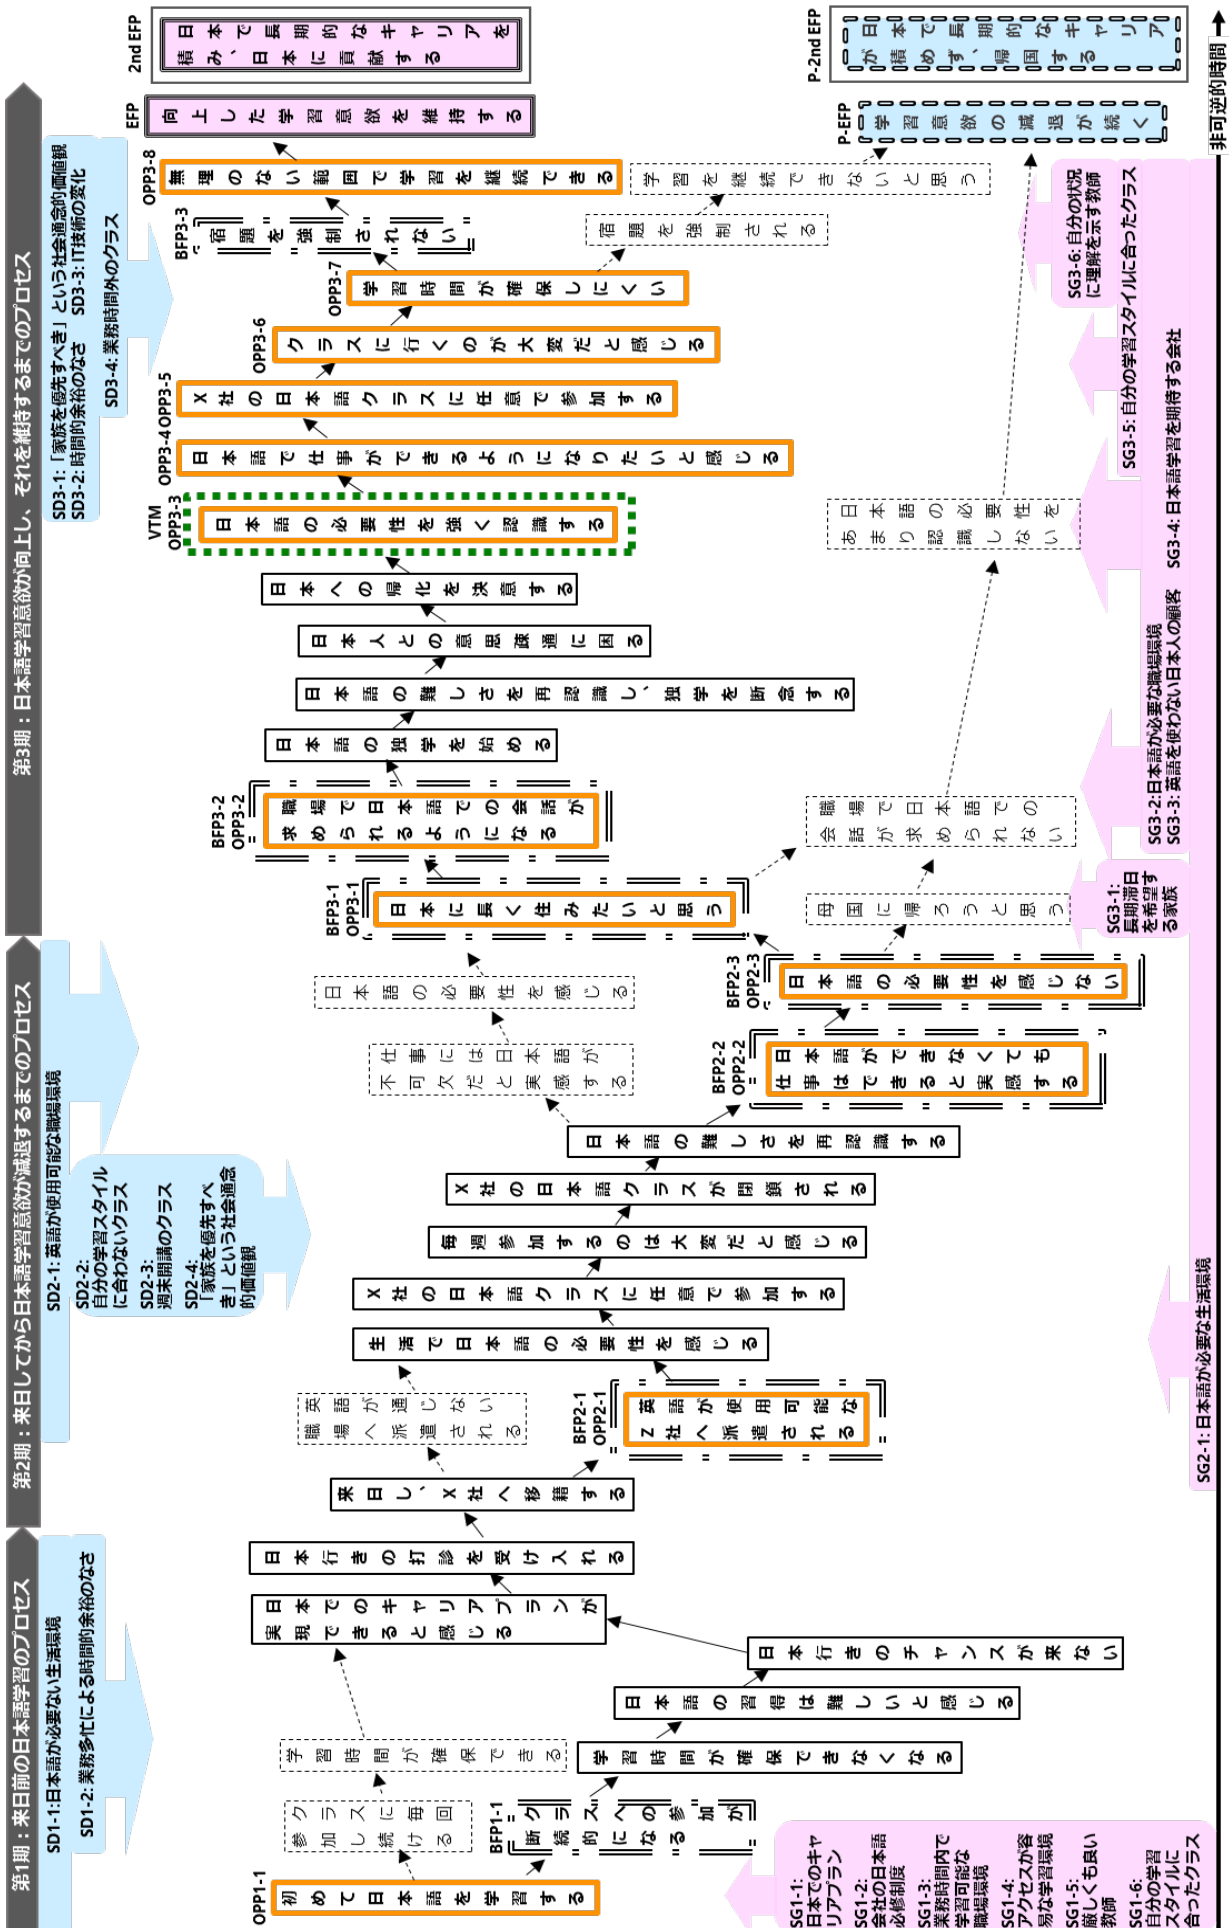 第1期：来日前の日本語学習のプロセス
第2期：来日してから日本語学習意欲が減退するまでのプロセス
第3期：日本語学習意欲が向上し、それを維持するまでのプロセス
SD1-1:日本語が必要ない生活環境
SD1-2: 業務多忙による時間的余裕のなさ
SD2-1: 英語が使用可能な職場環境
SD2-2:
自分の学習スタイル
に合わないクラス
SD2-3:
週末開講のクラス
SD2-4:
「家族を優先すべ
き」という社会通念
的価値観
SD3-1:「家族を優先すべき」という社会通念的価値観
SD3-2: 時間的余裕のなさ　SD3-3: IT技術の変化
SD3-4: 業務時間外のクラス
OPP1-1
初めて日本語を学習する
クラスに毎回
参加し続ける
BFP1-1
クラスへの参加が
断続的になる
学習時間が確保できる
学習時間が確保できなくなる
日本語の習得は難しいと感じる
日本行きのチャンスが来ない
日本でのキャリアプランが
実現できると感じる
日本行きの打診を受け入れる
来日し、X社へ移籍する
英語が通じない
職場へ派遣される
BFP2-1
OPP2-1
英語が使用可能な
Z社へ派遣される
生活で日本語の必要性を感じる
X社の日本語クラスに任意で参加する
毎週参加するのは大変だと感じる
X社の日本語クラスが閉鎖される
日本語の難しさを再認識する
仕事には日本語が
不可欠だと実感する
BFP2-2
OPP2-2
日本語ができなくても
仕事はできると実感する
日本語の必要性を感じる
BFP2-3
OPP2-3
日本語の必要性を感じない
BFP3-1
OPP3-1
日本に長く住みたいと思う
母国に帰ろうと思う
BFP3-2
OPP3-2
職場で日本語での会話が
求められるようになる
職場で日本語での
会話が求められない
日本語の独学を始める
日本語の難しさを再認識し、独学を断念する
日本人との意思疎通に困る
日本への帰化を決意する
VTM
OPP3-3
日本語の必要性を強く認識する
日本語の必要性を
あまり認識しない
OPP3-4
日本語で仕事ができるようになりたいと感じる
OPP3-5
X社の日本語クラスに任意で参加する
OPP3-6
クラスに行くのが大変だと感じる
OPP3-7
学習時間が確保しにくい
BFP3-3
宿題を強制されない
宿題を強制される
OPP3-8
無理のない範囲で学習を継続できる
学習を継続できないと思う
EFP
向上した学習意欲を維持する
P-EFP
学習意欲の減退が続く
2nd EFP
日本で長期的なキャリアを
積み、日本に貢献する
P-2nd EFP
日本で長期的なキャリア
が積めず、帰国する
SG1-1:
日本でのキャ
リアプラン
SG1-2:
会社の日本語
必修制度
SG1-3:
業務時間内で
学習可能な
職場環境
SG1-4:
アクセスが容
易な学習環境
SG1-5:
厳しくも良い
教師
SG1-6:
自分の学習
スタイルに
合ったクラス
SG2-1: 日本語が必要な生活環境
SG3-1:
長期滞日
を希望す
る家族
SG3-2:日本語が必要な職場環境
SG3-3: 英語を使わない日本人の顧客
SG3-4: 日本語学習を期待する会社
SG3-5: 自分の学習スタイルに合ったクラス
SG3-6: 自分の状況
に理解を示す教師
非可逆的時間